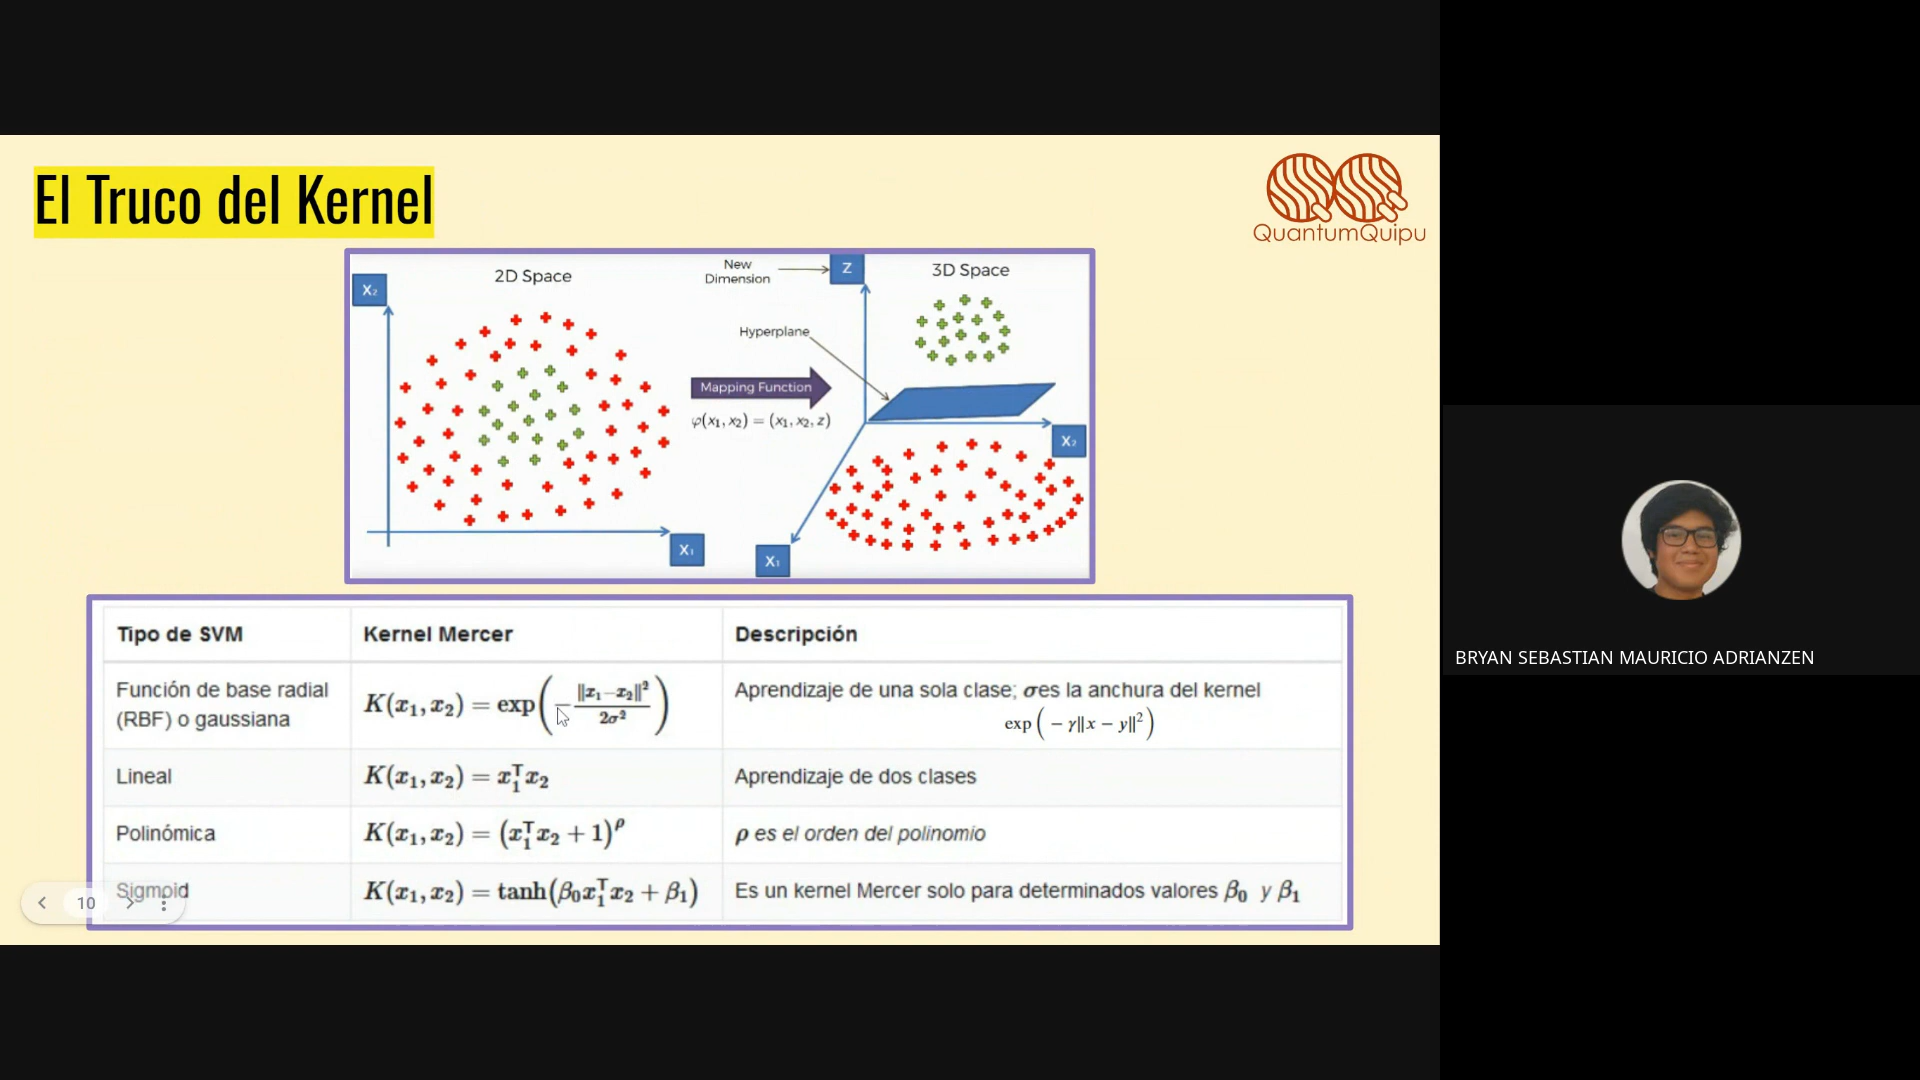 El Truco del Kernel
QuantumQuipu
2D Space
X₂
X₁
New
Dimension
Z
3D Space
Hyperplane
Mapping Function
φ(x₁, x₂) = (x₁, x₂, z)
X₂
X₁
Tipo de SVM Kernel Mercer Descripción
Función de base radial
(RBF) o gaussiana
K(x₁, x₂) = exp(−‖x₁−x₂‖² / 2σ²)
Aprendizaje de una sola clase; σes la anchura del kernel
exp(−γ‖x − y‖²)
Lineal K(x₁, x₂) = x₁ᵀx₂ Aprendizaje de dos clases
Polinómica K(x₁, x₂) = (x₁ᵀx₂ + 1)^ρ ρ es el orden del polinomio
Sigmoid K(x₁, x₂) = tanh(β₀x₁ᵀx₂ + β₁) Es un kernel Mercer solo para determinados valores β₀ y β₁
10
BRYAN SEBASTIAN MAURICIO ADRIANZEN